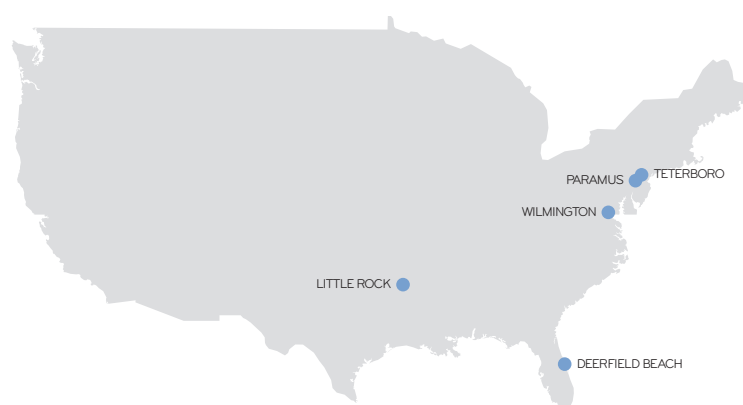 TETERBORO
PARAMUS
WILMINGTON
LITTLE ROCK
DEERFIELD BEACH